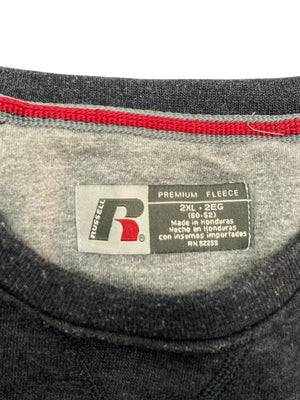 RUSSELL
R
®
PREMIUM FLEECE
2XL • 2EG
(50-52)
Made in Honduras
Hecho en Honduras
con insumos importados
RN 52255